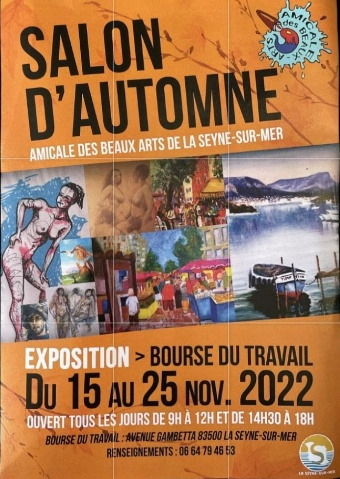 AMICALE
des BEAUX-ARTS
SALON
D'AUTOMNE
AMICALE DES BEAUX ARTS DE LA SEYNE-SUR-MER
EXPOSITION > BOURSE DU TRAVAIL
DU 15 AU 25 NOV. 2022
OUVERT TOUS LES JOURS DE 9H À 12H ET DE 14H30 À 18H
BOURSE DU TRAVAIL : AVENUE GAMBETTA 83500 LA SEYNE-SUR-MER
RENSEIGNEMENTS : 06 64 79 46 53
LA SEYNE-SUR-MER